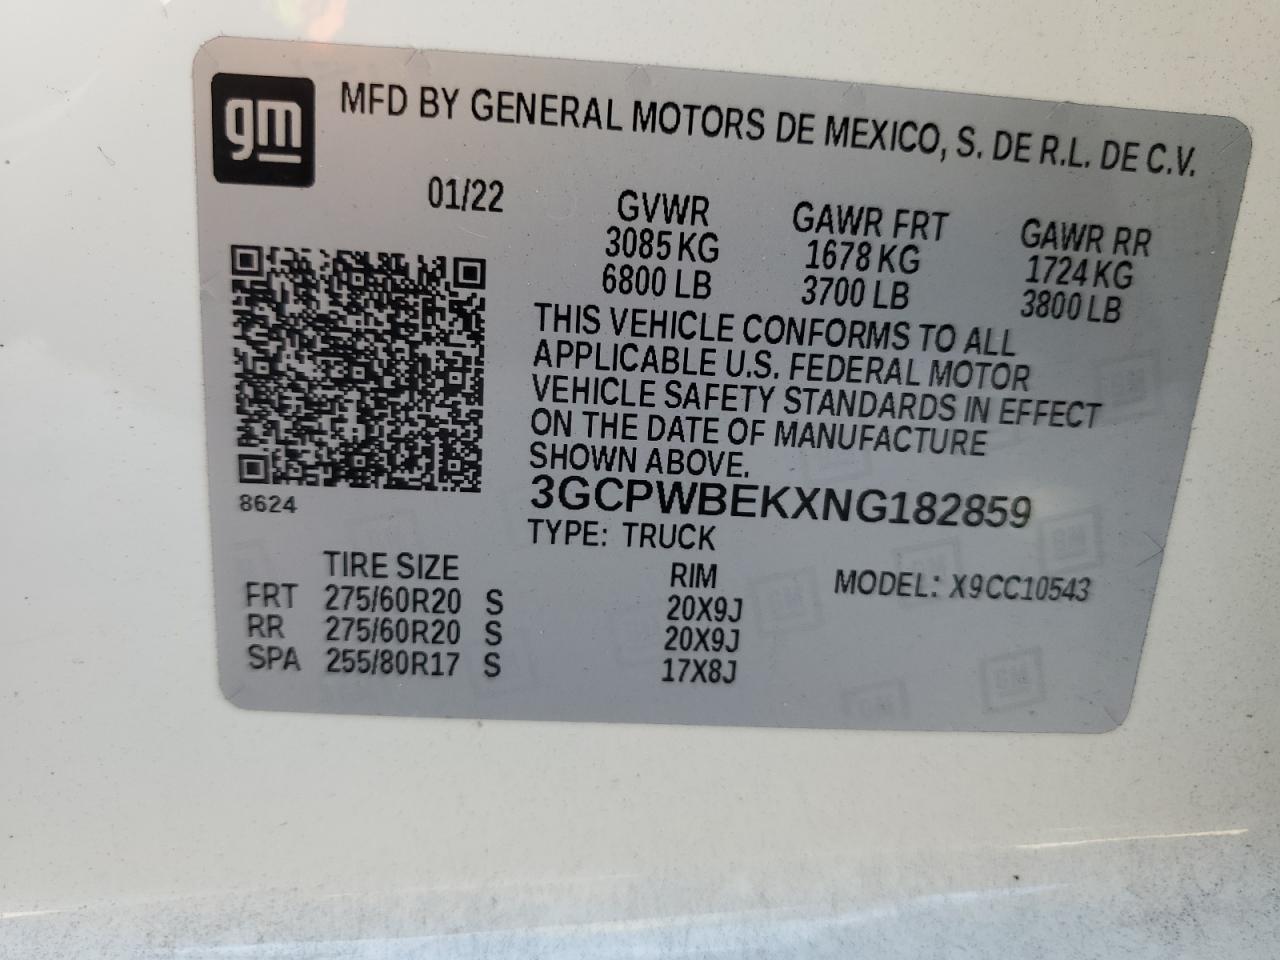 gm
MFD BY GENERAL MOTORS DE MEXICO, S. DE R.L. DE C.V.
01/22
GVWR GAWR FRT GAWR RR
3085 KG 1678 KG 1724 KG
6800 LB 3700 LB 3800 LB
THIS VEHICLE CONFORMS TO ALL
APPLICABLE U.S. FEDERAL MOTOR
VEHICLE SAFETY STANDARDS IN EFFECT
ON THE DATE OF MANUFACTURE
SHOWN ABOVE.
8624
3GCPWBEKXNG182859
TYPE: TRUCK
TIRE SIZE RIM MODEL: X9CC10543
FRT 275/60R20 S 20X9J
RR 275/60R20 S 20X9J
SPA 255/80R17 S 17X8J